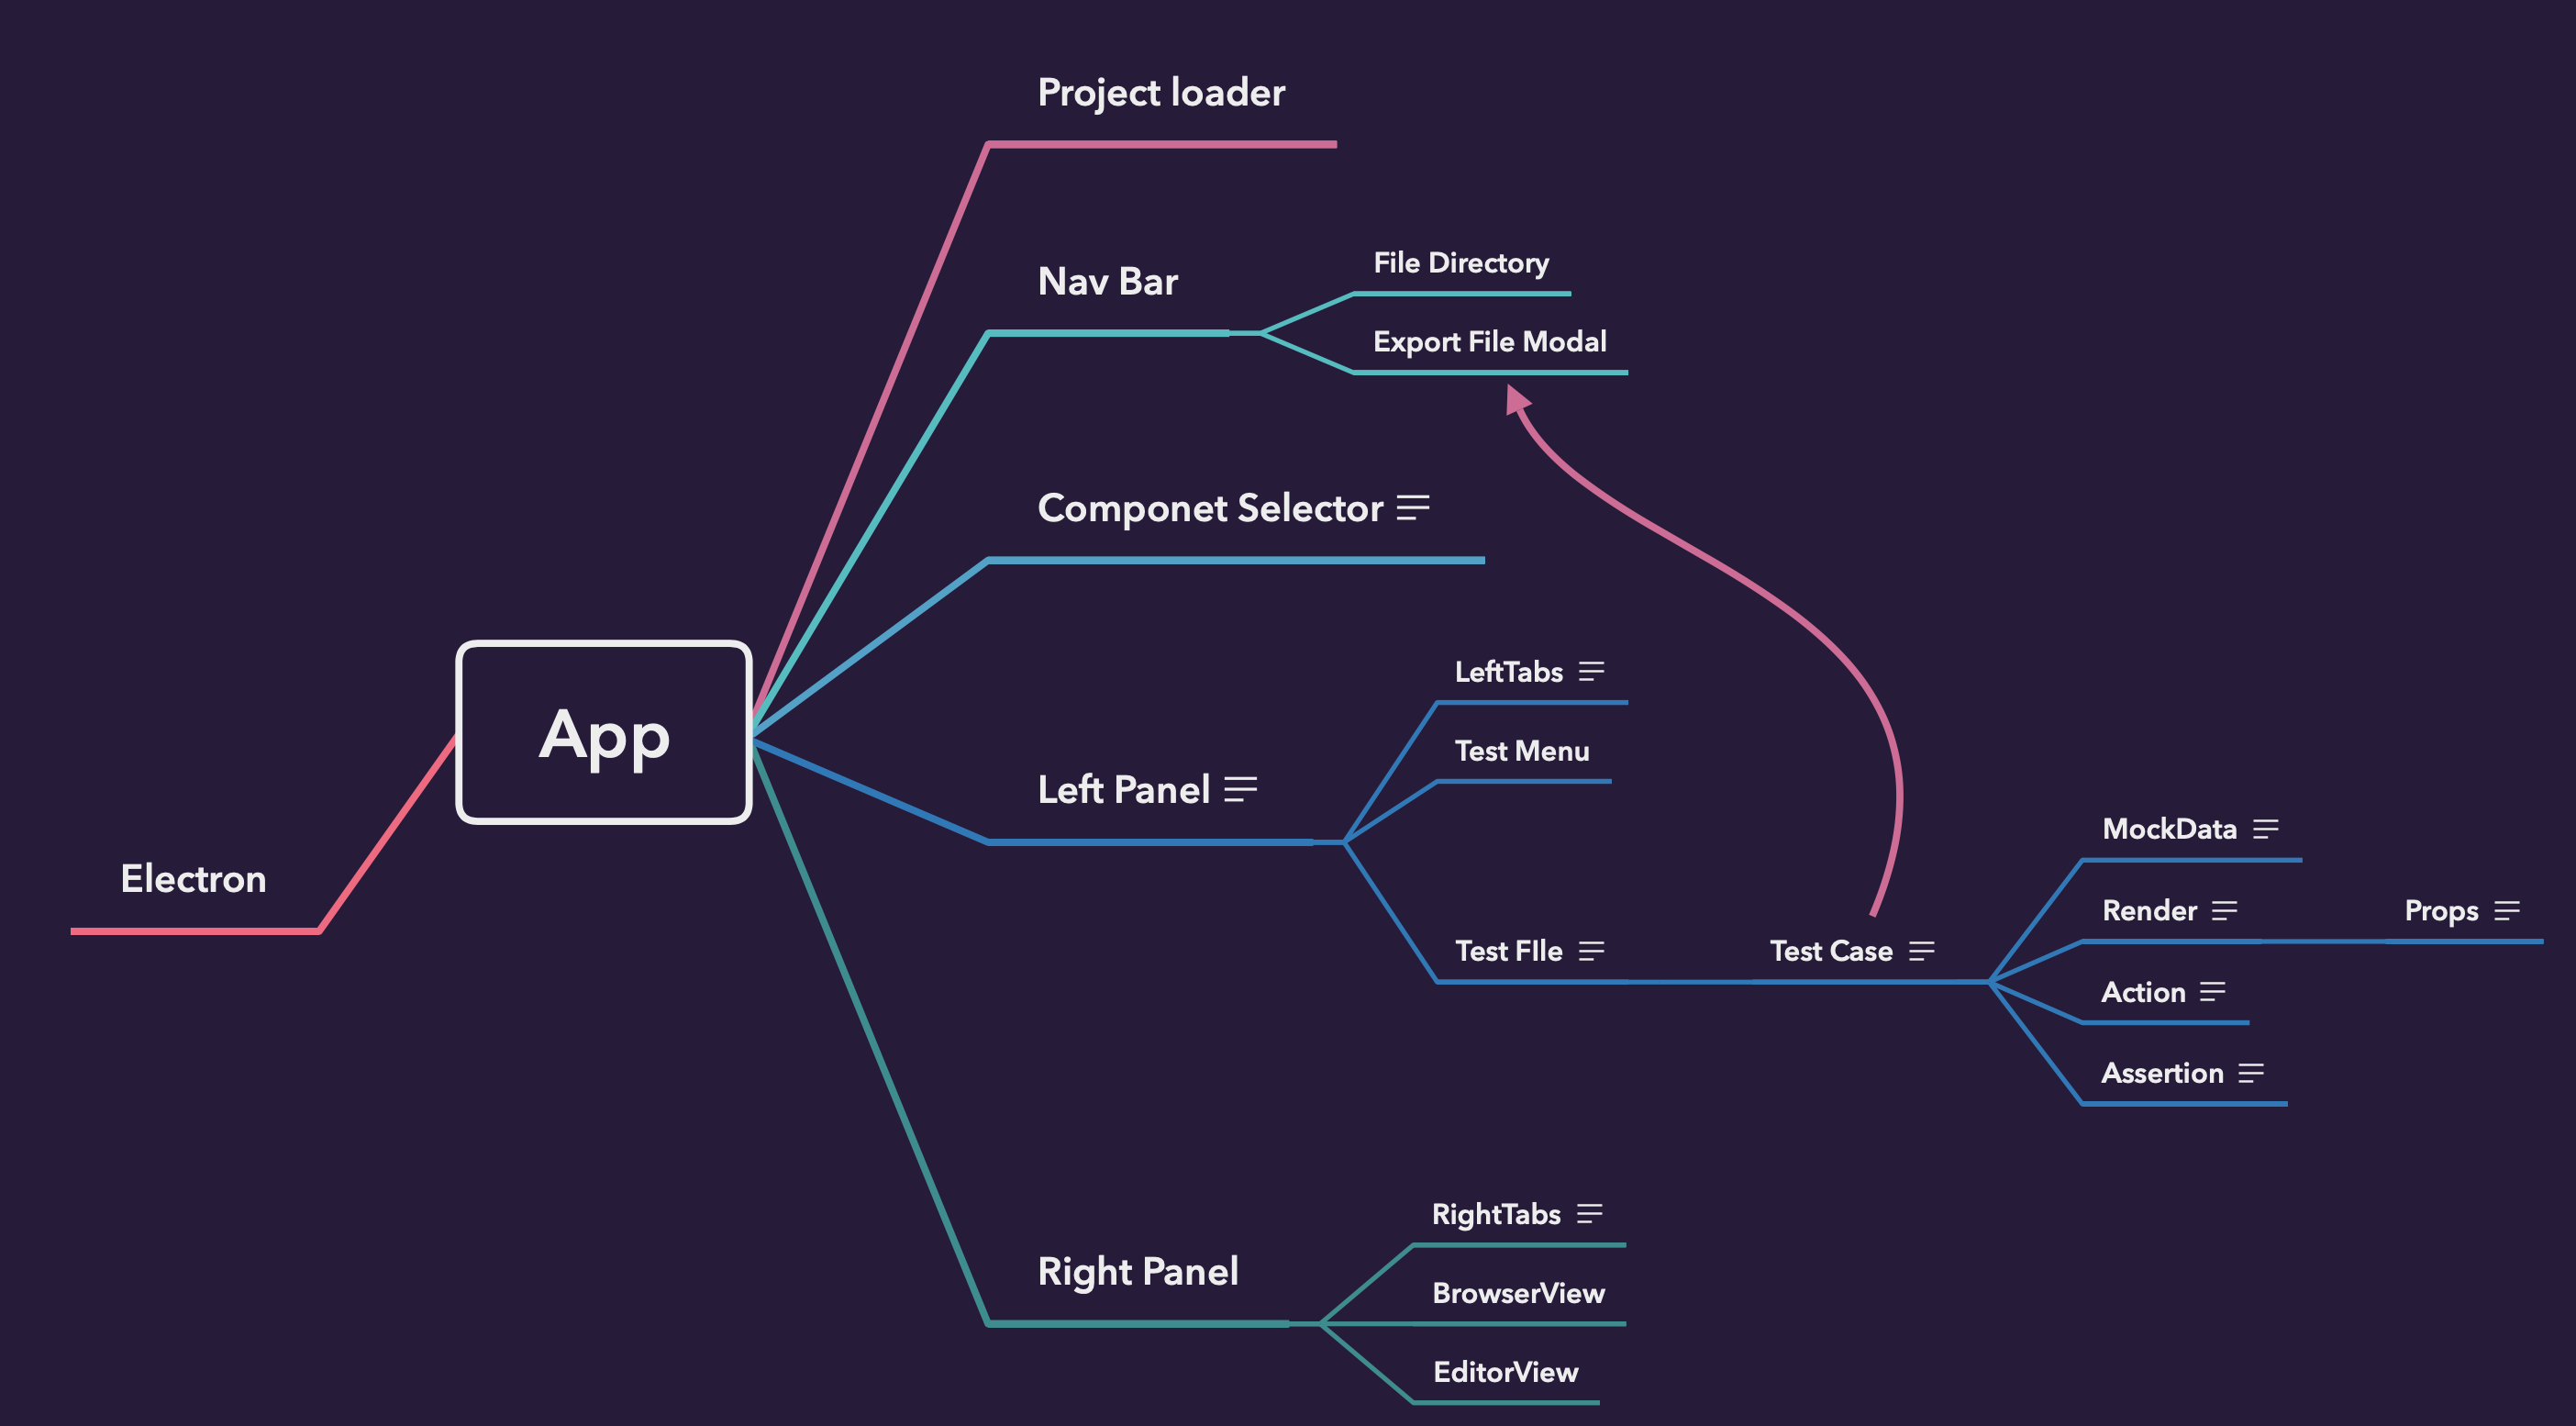 Project loader
Nav Bar
File Directory
Export File Modal
Componet Selector
App
Electron
Left Panel
LeftTabs
Test Menu
Test FIle
Test Case
MockData
Render
Props
Action
Assertion
Right Panel
RightTabs
BrowserView
EditorView